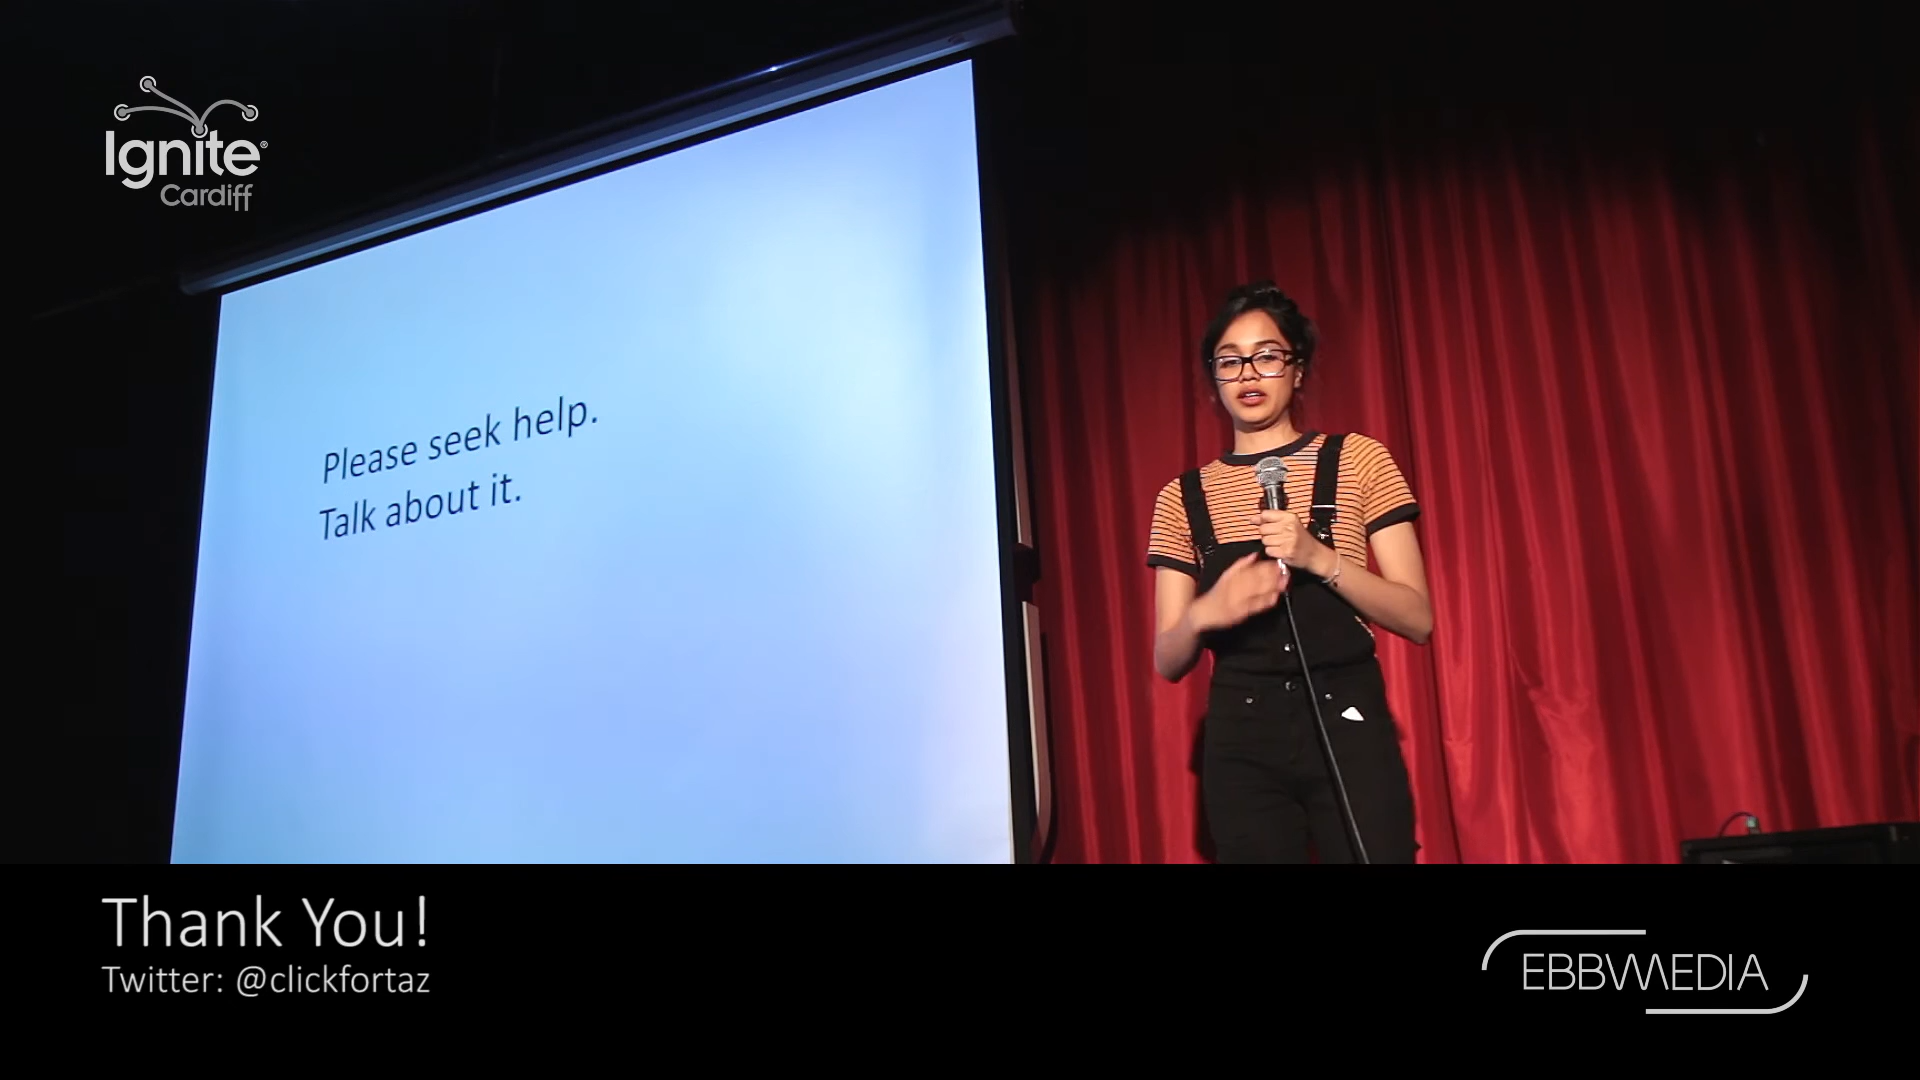 Ignite®
Cardiff
Please seek help.
Talk about it.
Thank You!
Twitter: @clickfortaz
EBBWMEDIA